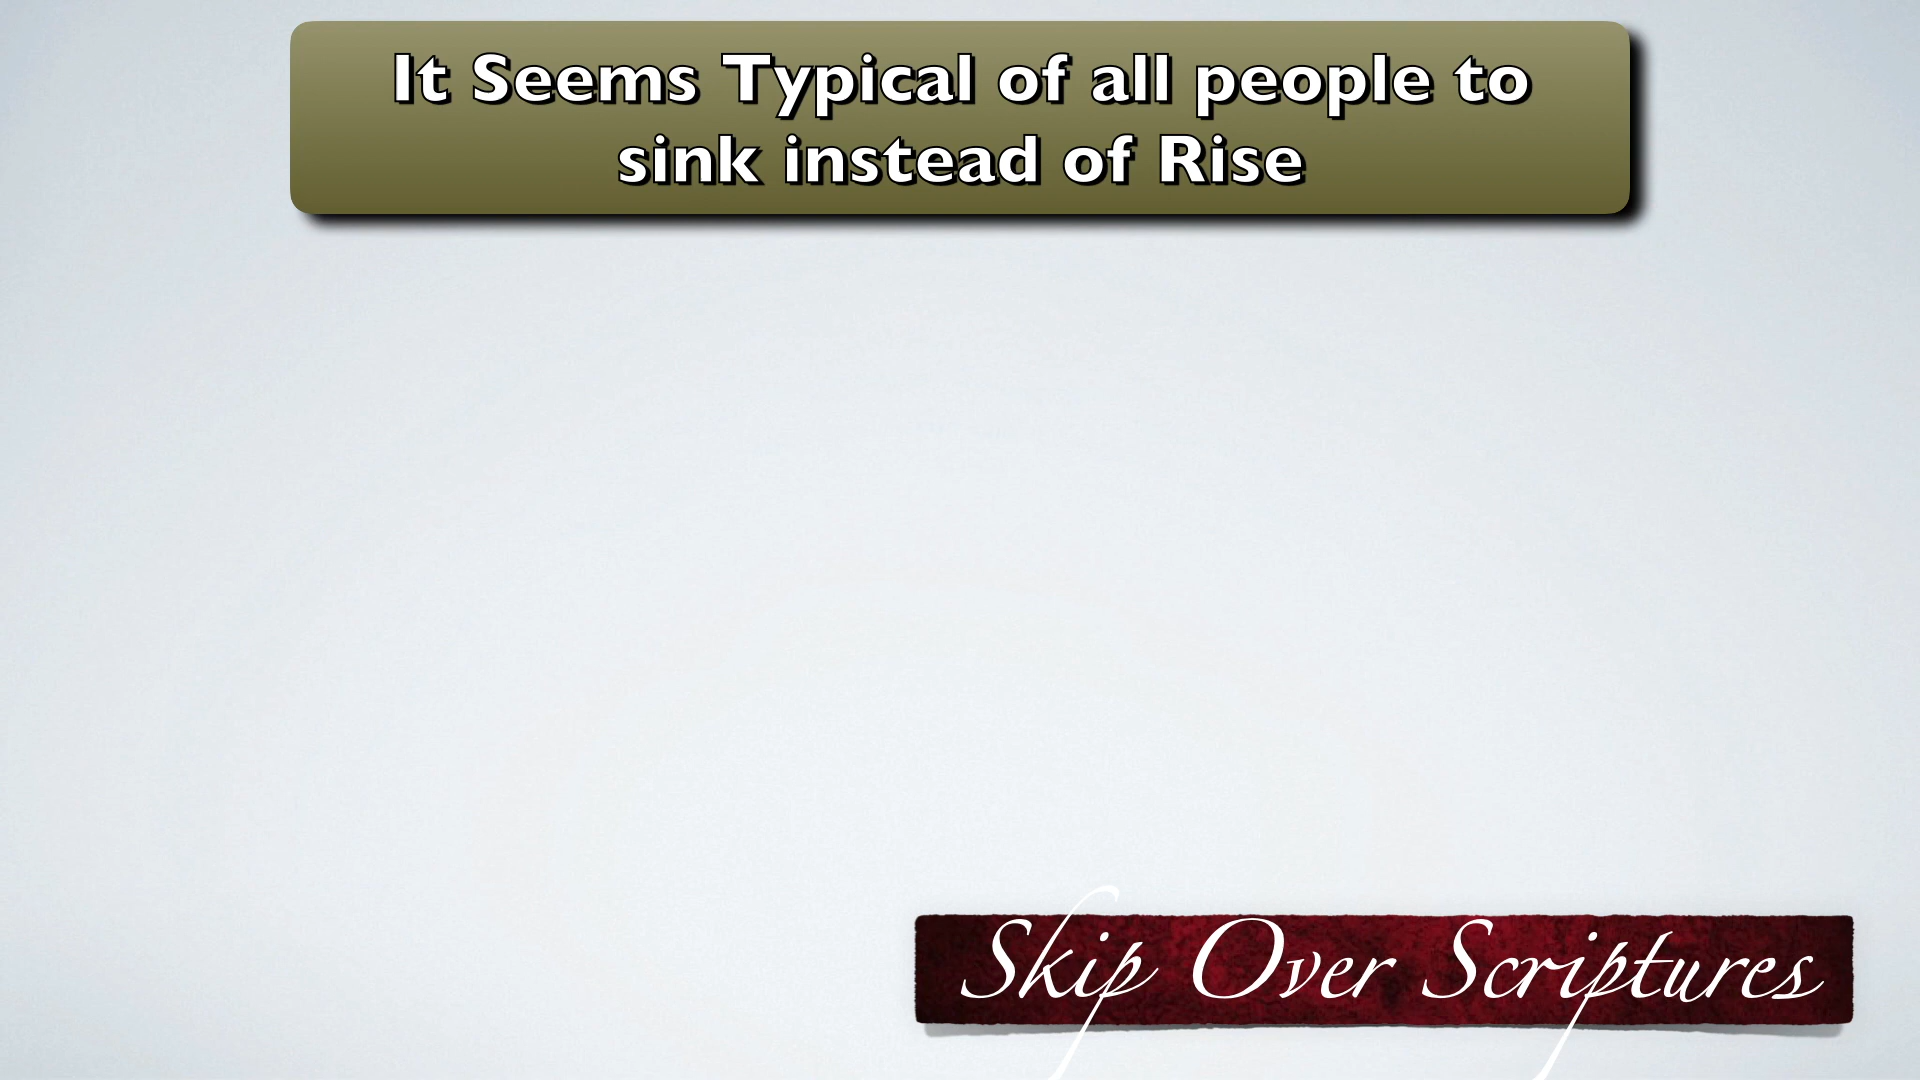 It Seems Typical of all people to
sink instead of Rise
Skip Over Scriptures